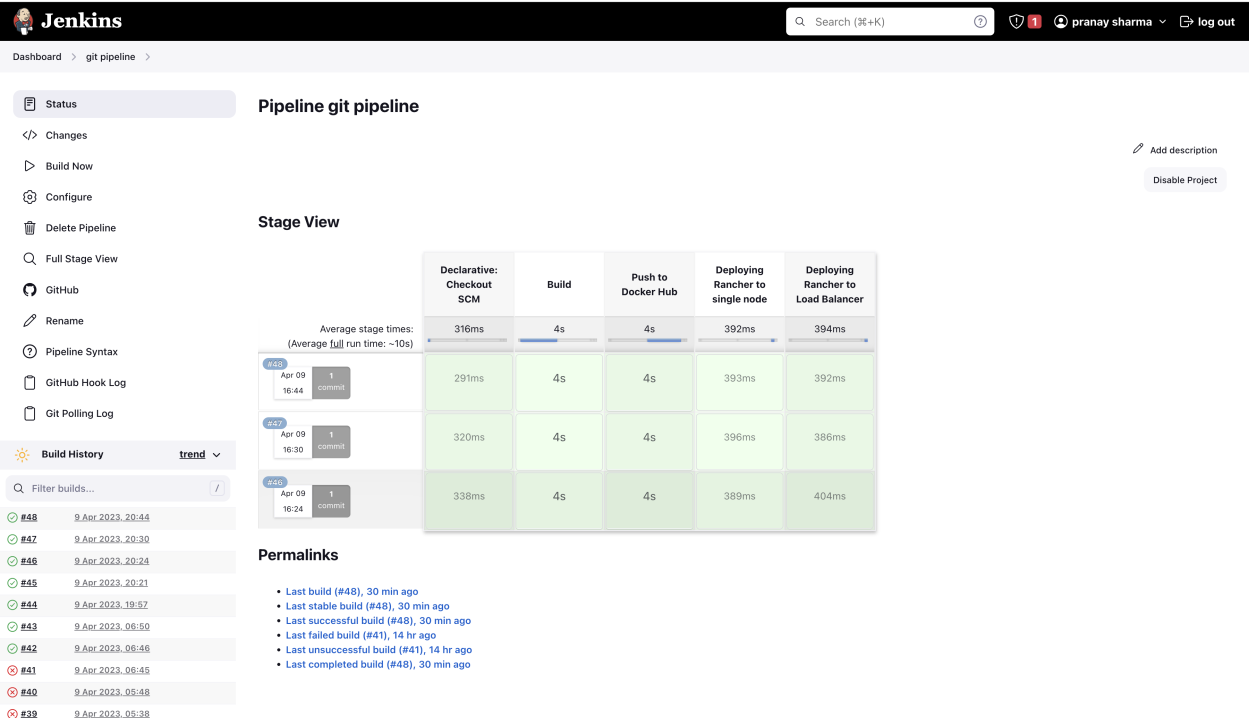 Jenkins
Search (⌘+K)
?
1
pranay sharma
log out
Dashboard
git pipeline
Status
Changes
Build Now
Configure
Delete Pipeline
Full Stage View
GitHub
Rename
Pipeline Syntax
GitHub Hook Log
Git Polling Log
Build History
trend
Filter builds...
/
#48 9 Apr 2023, 20:44
#47 9 Apr 2023, 20:30
#46 9 Apr 2023, 20:24
#45 9 Apr 2023, 20:21
#44 9 Apr 2023, 19:57
#43 9 Apr 2023, 06:50
#42 9 Apr 2023, 06:46
#41 9 Apr 2023, 06:45
#40 9 Apr 2023, 05:48
#39 9 Apr 2023, 05:38
Pipeline git pipeline
Add description
Disable Project
Stage View
Declarative:
Checkout
SCM
Build
Push to
Docker Hub
Deploying
Rancher to
single node
Deploying
Rancher to
Load Balancer
Average stage times:
(Average full run time: ~10s)
316ms 4s 4s 392ms 394ms
#48
Apr 09
16:44
1
commit
291ms 4s 4s 393ms 392ms
#47
Apr 09
16:30
1
commit
320ms 4s 4s 396ms 386ms
#46
Apr 09
16:24
1
commit
338ms 4s 4s 389ms 404ms
Permalinks
• Last build (#48), 30 min ago
• Last stable build (#48), 30 min ago
• Last successful build (#48), 30 min ago
• Last failed build (#41), 14 hr ago
• Last unsuccessful build (#41), 14 hr ago
• Last completed build (#48), 30 min ago